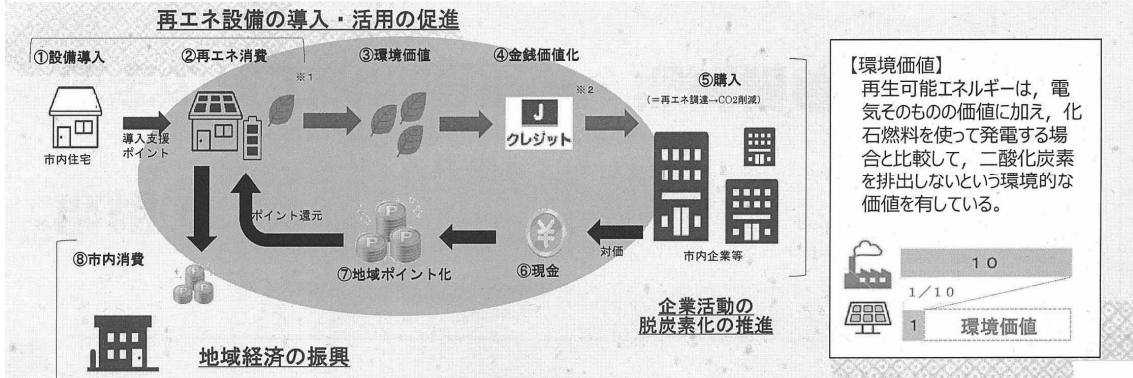 再エネ設備の導入・活用の促進
①設備導入
②再エネ消費
③環境価値
④金銭価値化
※1
※2
⑤購入
(＝再エネ調達→CO2削減)
導入支援
ポイント
市内住宅
J
クレジット
ポイント還元
P
P
P
¥
対価
市内企業等
⑧市内消費
⑦地域ポイント化
⑥現金
P
P
P
企業活動の
脱炭素化の推進
地域経済の振興
【環境価値】
再生可能エネルギーは，電
気そのものの価値に加え，化
石燃料を使って発電する場
合と比較して，二酸化炭素
を排出しないという環境的な
価値を有している。
10
1/10
1
環境価値